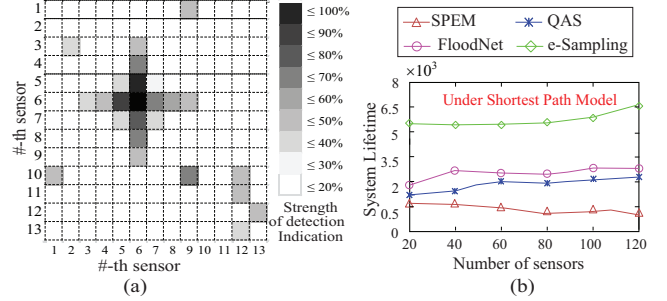 1
2
3
4
5
6
7
8
9
10
11
12
13
#-th sensor
1 2 3 4 5 6 7 8 9 10 11 12 13
#-th sensor
(a)
≤ 100%
≤ 90%
≤ 80%
≤ 70%
≤ 60%
≤ 50%
≤ 40%
≤ 30%
≤ 20%
Strength
of detection
Indication
SPEM
QAS
FloodNet
e-Sampling
×10³
8
6.5
5
3.5
2.5
1
0
System Lifetime
Under Shortest Path Model
20 40 60 80 100 120
Number of sensors
(b)